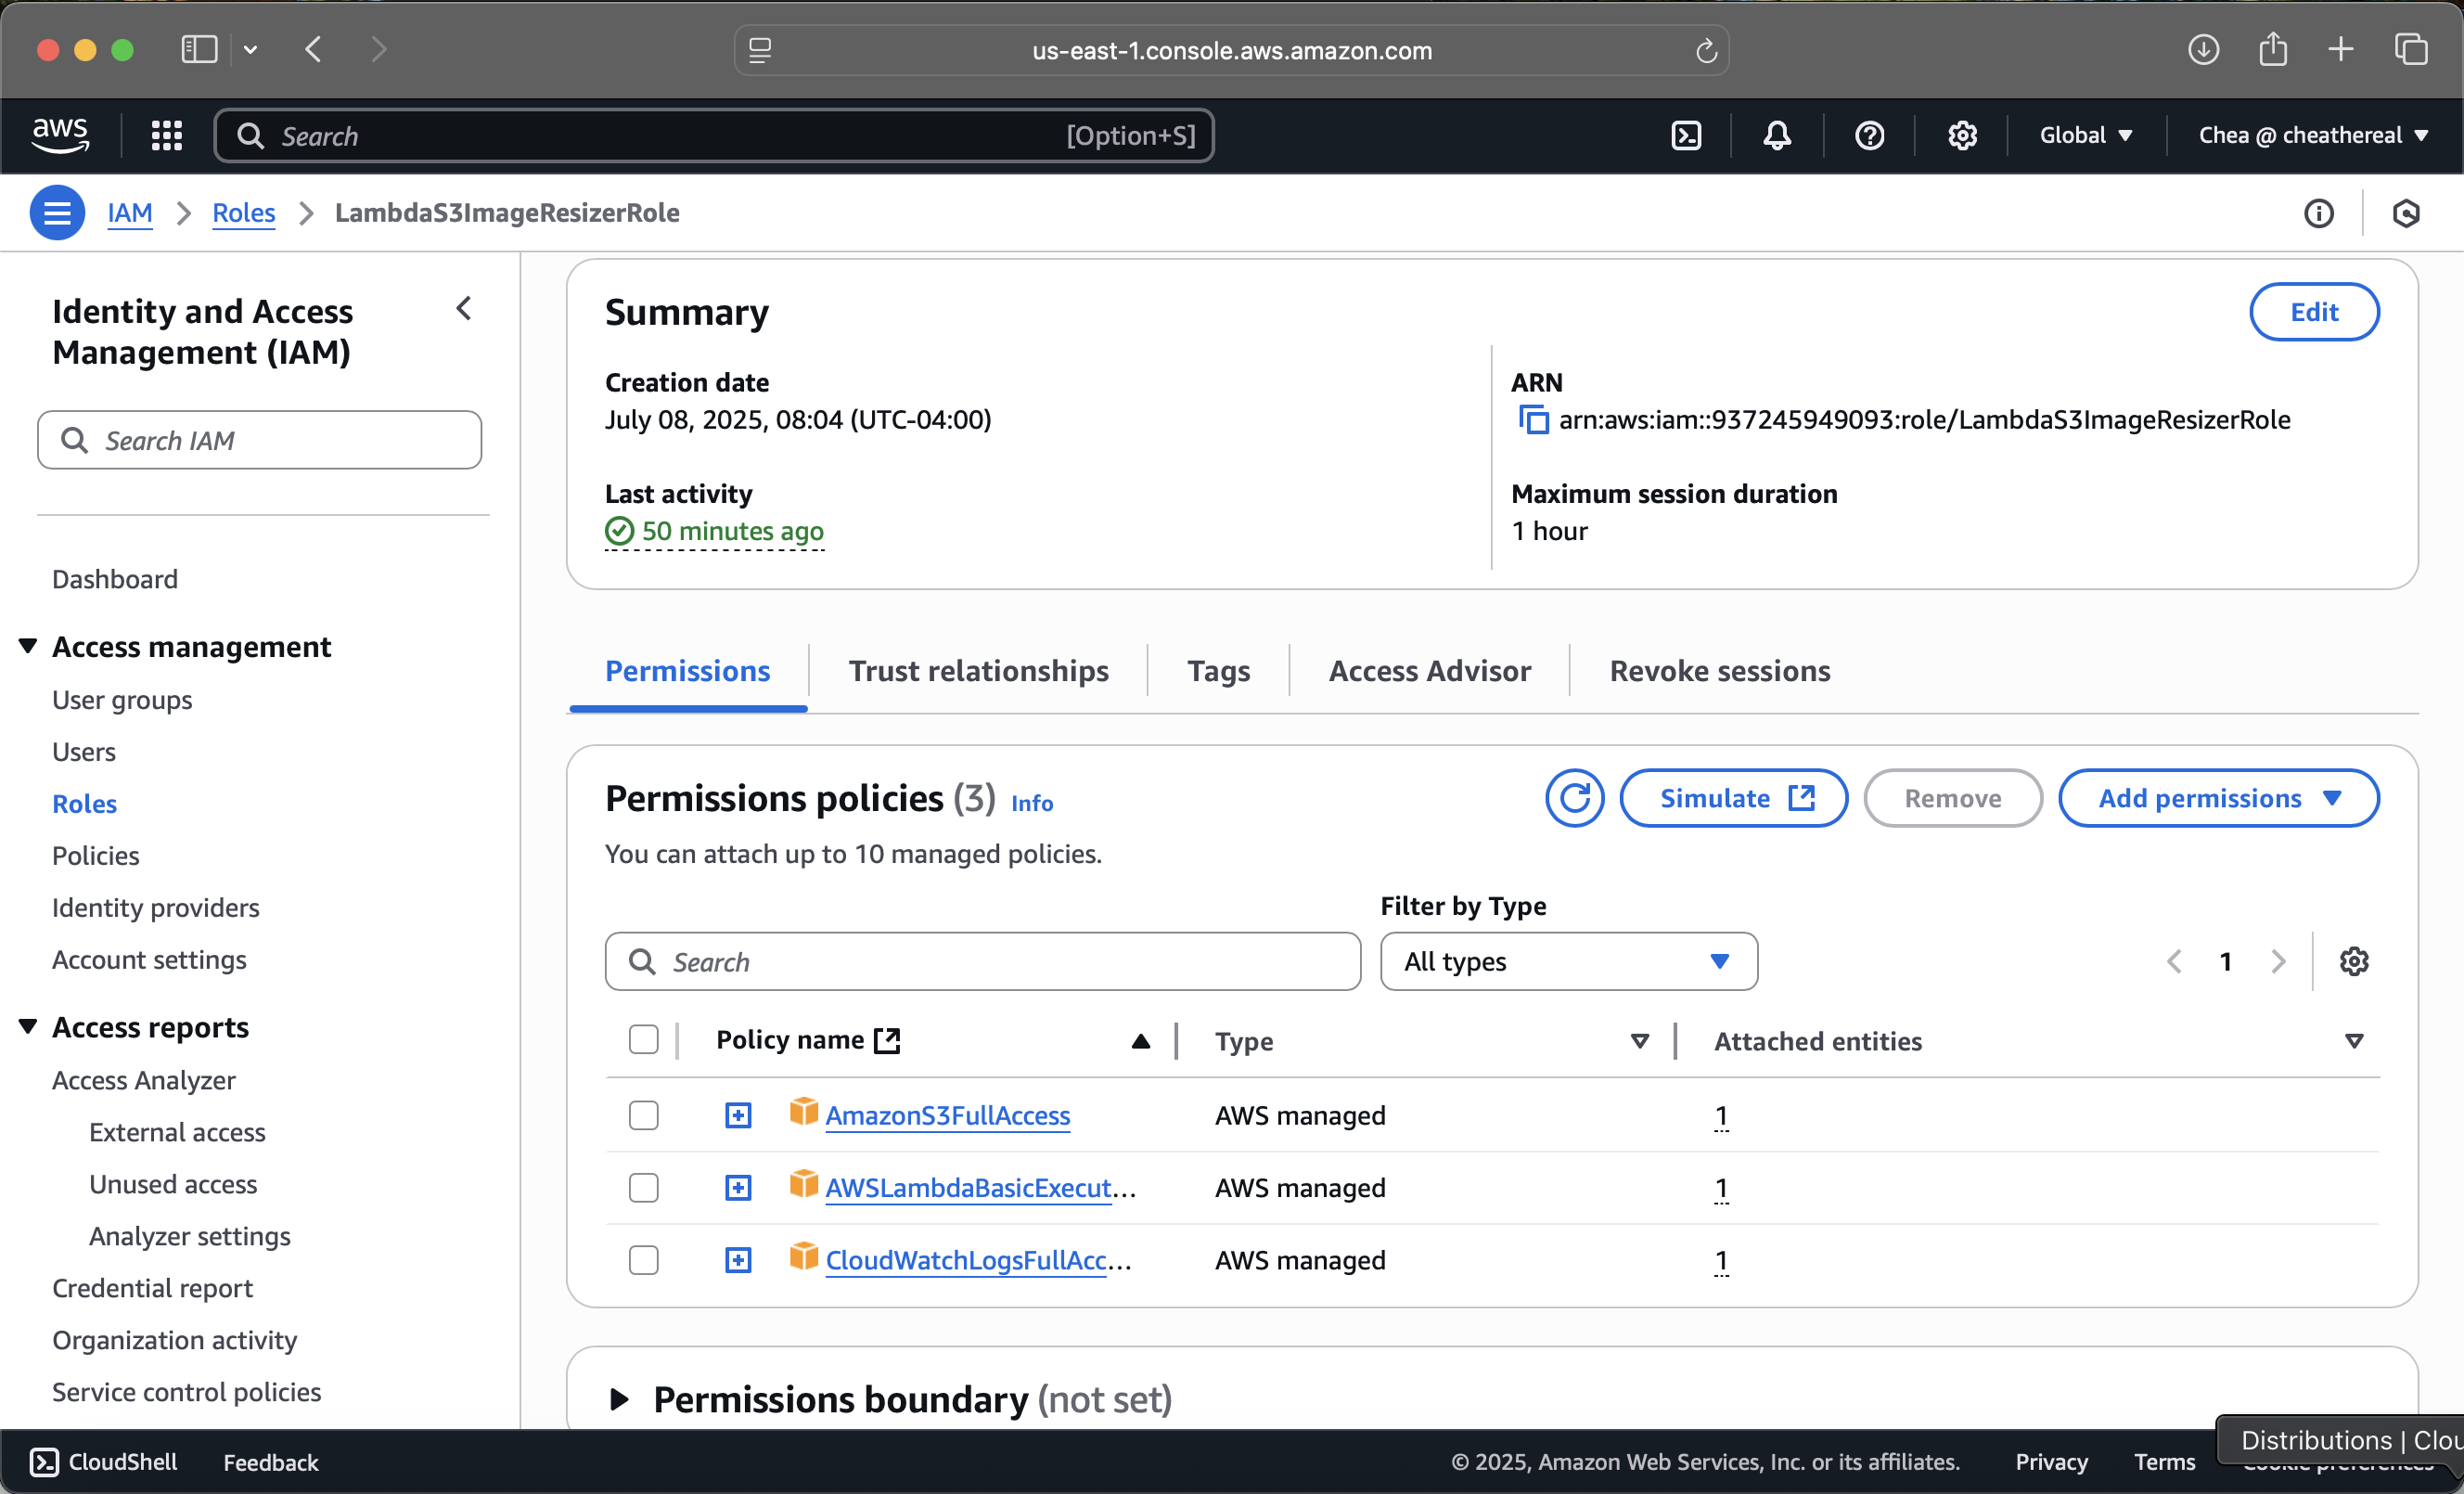 us-east-1.console.aws.amazon.com
aws
Search
[Option+S]
Global
Chea @ cheathereal
IAM
Roles
LambdaS3ImageResizerRole
Identity and Access
Management (IAM)
Search IAM
Dashboard
Access management
User groups
Users
Roles
Policies
Identity providers
Account settings
Access reports
Access Analyzer
External access
Unused access
Analyzer settings
Credential report
Organization activity
Service control policies
Summary
Edit
Creation date
July 08, 2025, 08:04 (UTC-04:00)
ARN
arn:aws:iam::937245949093:role/LambdaS3ImageResizerRole
Last activity
50 minutes ago
Maximum session duration
1 hour
Permissions
Trust relationships
Tags
Access Advisor
Revoke sessions
Permissions policies (3) Info
Simulate
Remove
Add permissions
You can attach up to 10 managed policies.
Filter by Type
Search
All types
1
Policy name
Type
Attached entities
AmazonS3FullAccess
AWS managed
1
AWSLambdaBasicExecut...
AWS managed
1
CloudWatchLogsFullAcc...
AWS managed
1
Permissions boundary (not set)
CloudShell
Feedback
© 2025, Amazon Web Services, Inc. or its affiliates.
Privacy
Terms
Distributions | Clou